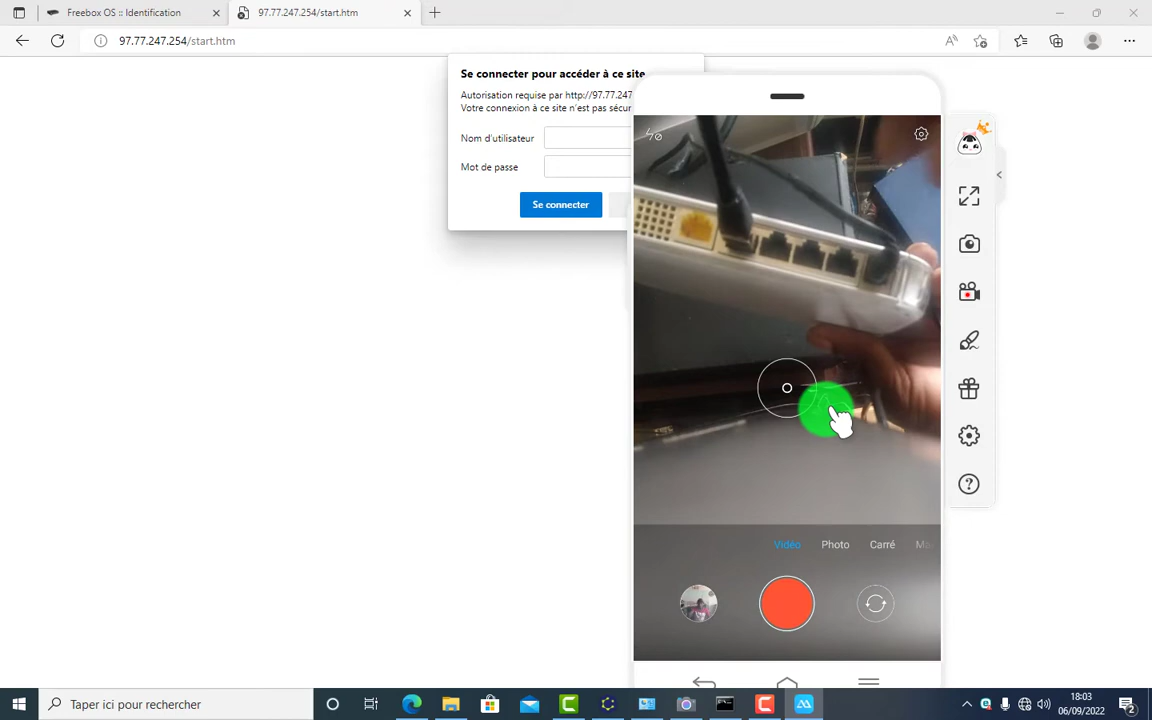 Freebox OS :: Identification
97.77.247.254/start.htm
97.77.247.254/start.htm
Se connecter pour accéder à ce site
Autorisation requise par http://97.77.247
Votre connexion à ce site n'est pas sécur
Nom d'utilisateur
Mot de passe
Se connecter
Vidéo Photo Carré Ma
Taper ici pour rechercher
18:03
06/09/2022
2